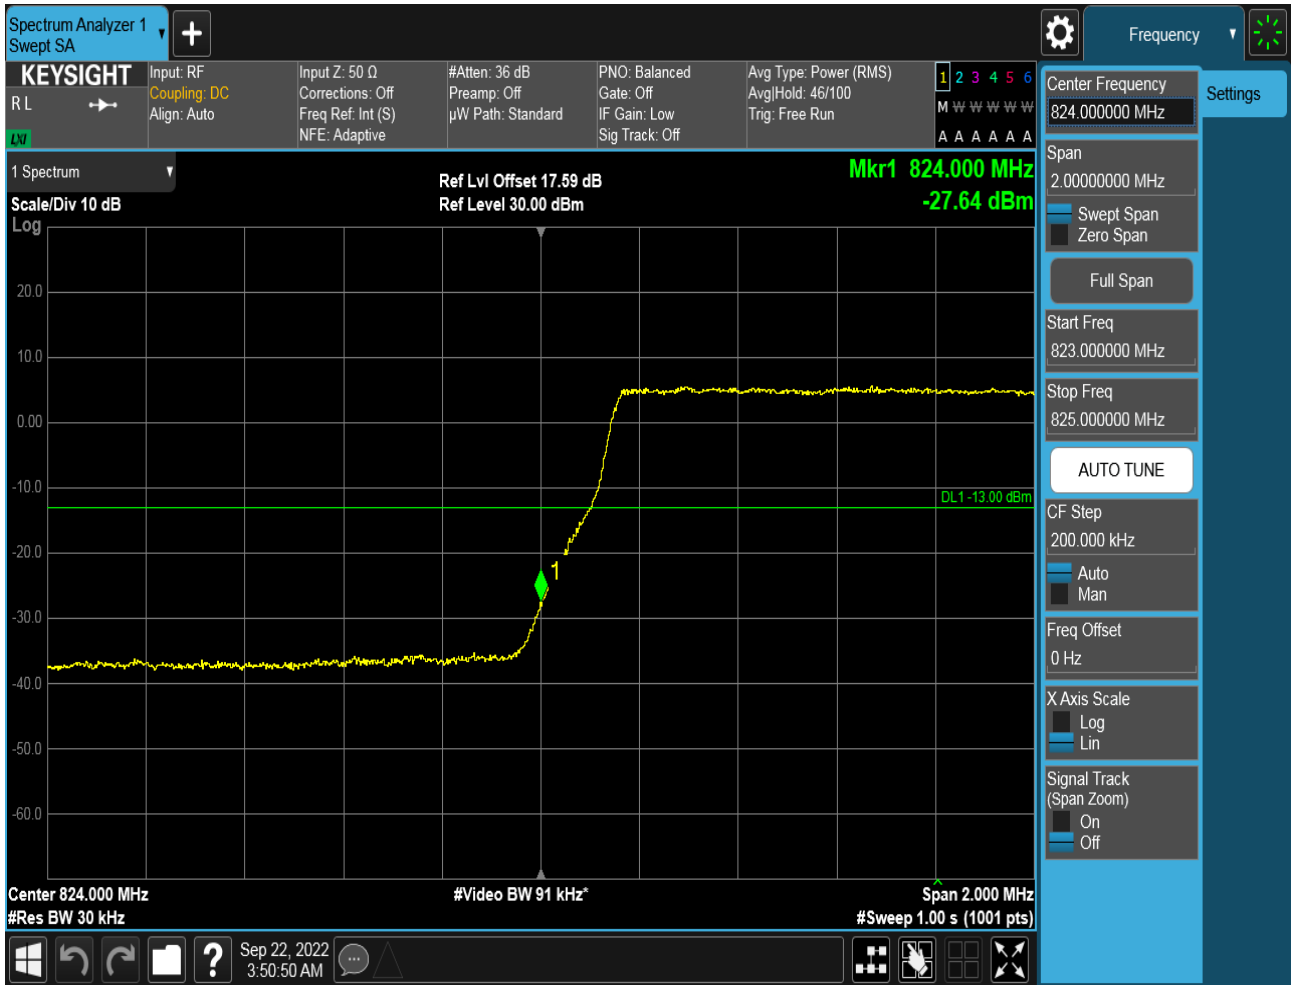 Spectrum Analyzer 1
Swept SA
Frequency
KEYSIGHT
R L
LXI
Input: RF
Coupling: DC
Align: Auto
Input Z: 50 Ω
Corrections: Off
Freq Ref: Int (S)
NFE: Adaptive
#Atten: 36 dB
Preamp: Off
µW Path: Standard
PNO: Balanced
Gate: Off
IF Gain: Low
Sig Track: Off
Avg Type: Power (RMS)
Avg|Hold: 46/100
Trig: Free Run
1 2 3 4 5 6
M W W W W W
A A A A A A
Center Frequency
824.000000 MHz
Settings
1 Spectrum
Scale/Div 10 dB
Log
Ref Lvl Offset 17.59 dB
Ref Level 30.00 dBm
Mkr1 824.000 MHz
-27.64 dBm
20.0
10.0
0.00
-10.0
-20.0
-30.0
-40.0
-50.0
-60.0
DL1 -13.00 dBm
1
Span
2.00000000 MHz
Swept Span
Zero Span
Full Span
Start Freq
823.000000 MHz
Stop Freq
825.000000 MHz
AUTO TUNE
CF Step
200.000 kHz
Auto
Man
Freq Offset
0 Hz
X Axis Scale
Log
Lin
Signal Track
(Span Zoom)
On
Off
Center 824.000 MHz
#Video BW 91 kHz*
Span 2.000 MHz
#Res BW 30 kHz
#Sweep 1.00 s (1001 pts)
?
Sep 22, 2022
3:50:50 AM